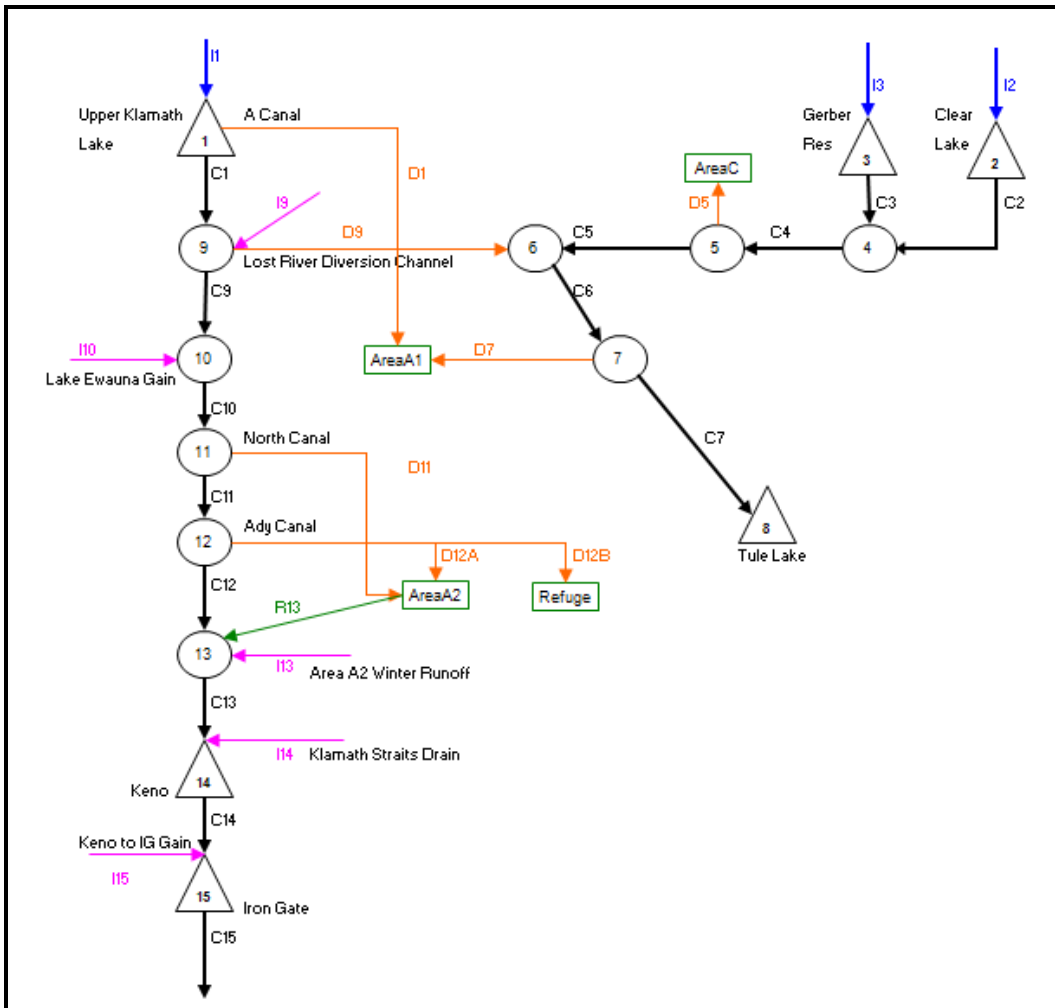 I1
I3
I2
Upper Klamath
Lake
1
A Canal
Gerber
Res
3
Clear
Lake
2
C1
D1
AreaC
I9
D5
C3
C2
9
D9
6
C5
5
C4
4
Lost River Diversion Channel
C9
C6
I10
10
AreaA1
D7
7
Lake Ewauna Gain
C10
North Canal
C7
11
D11
C11
8
Ady Canal
12
D12A
D12B
Tule Lake
C12
AreaA2
Refuge
R13
13
I13
Area A2 Winter Runoff
C13
I14
Klamath Straits Drain
14
Keno
C14
Keno to IG Gain
I15
15
Iron Gate
C15